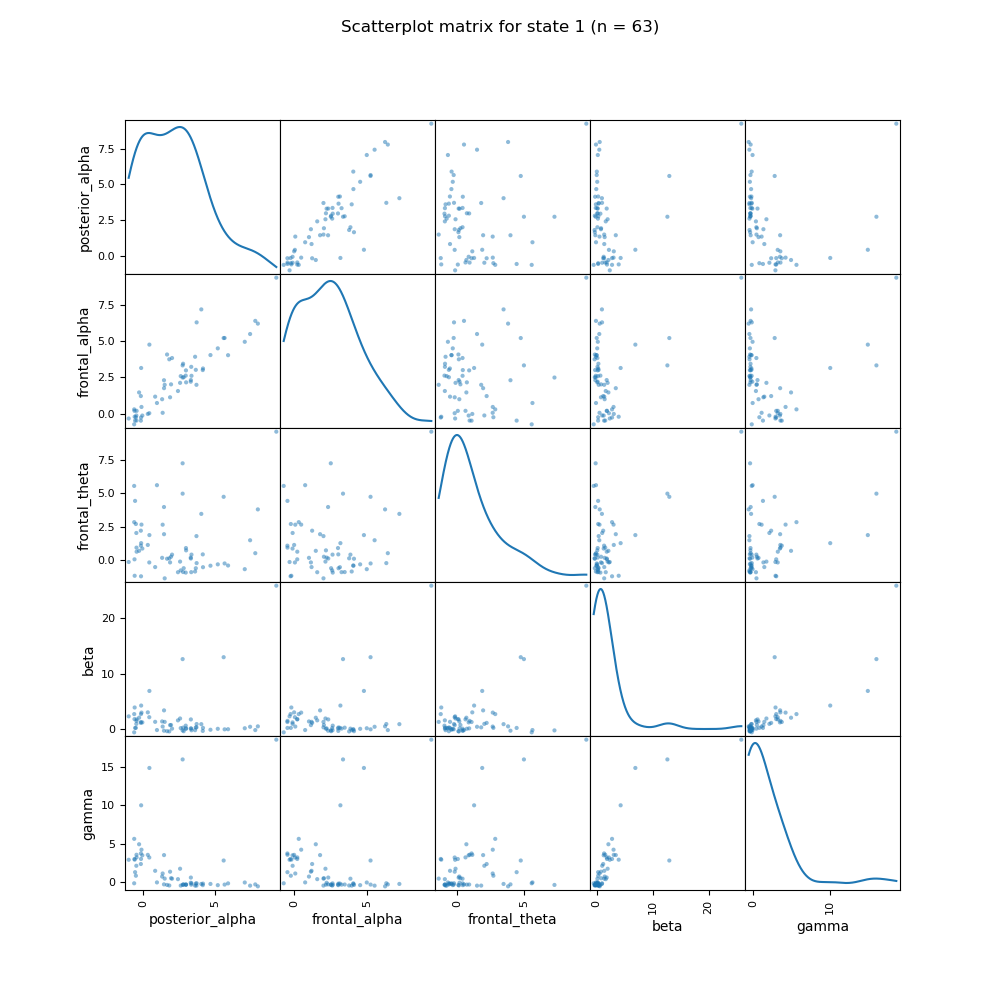 Scatterplot matrix for state 1 (n = 63)
posterior_alpha
7.5
5.0
2.5
0.0
frontal_alpha
7.5
5.0
2.5
0.0
frontal_theta
7.5
5.0
2.5
0.0
beta
20
10
0
gamma
15
10
5
0
0 5 0 5 0 5 0 10 20 0 10
posterior_alpha frontal_alpha frontal_theta beta gamma